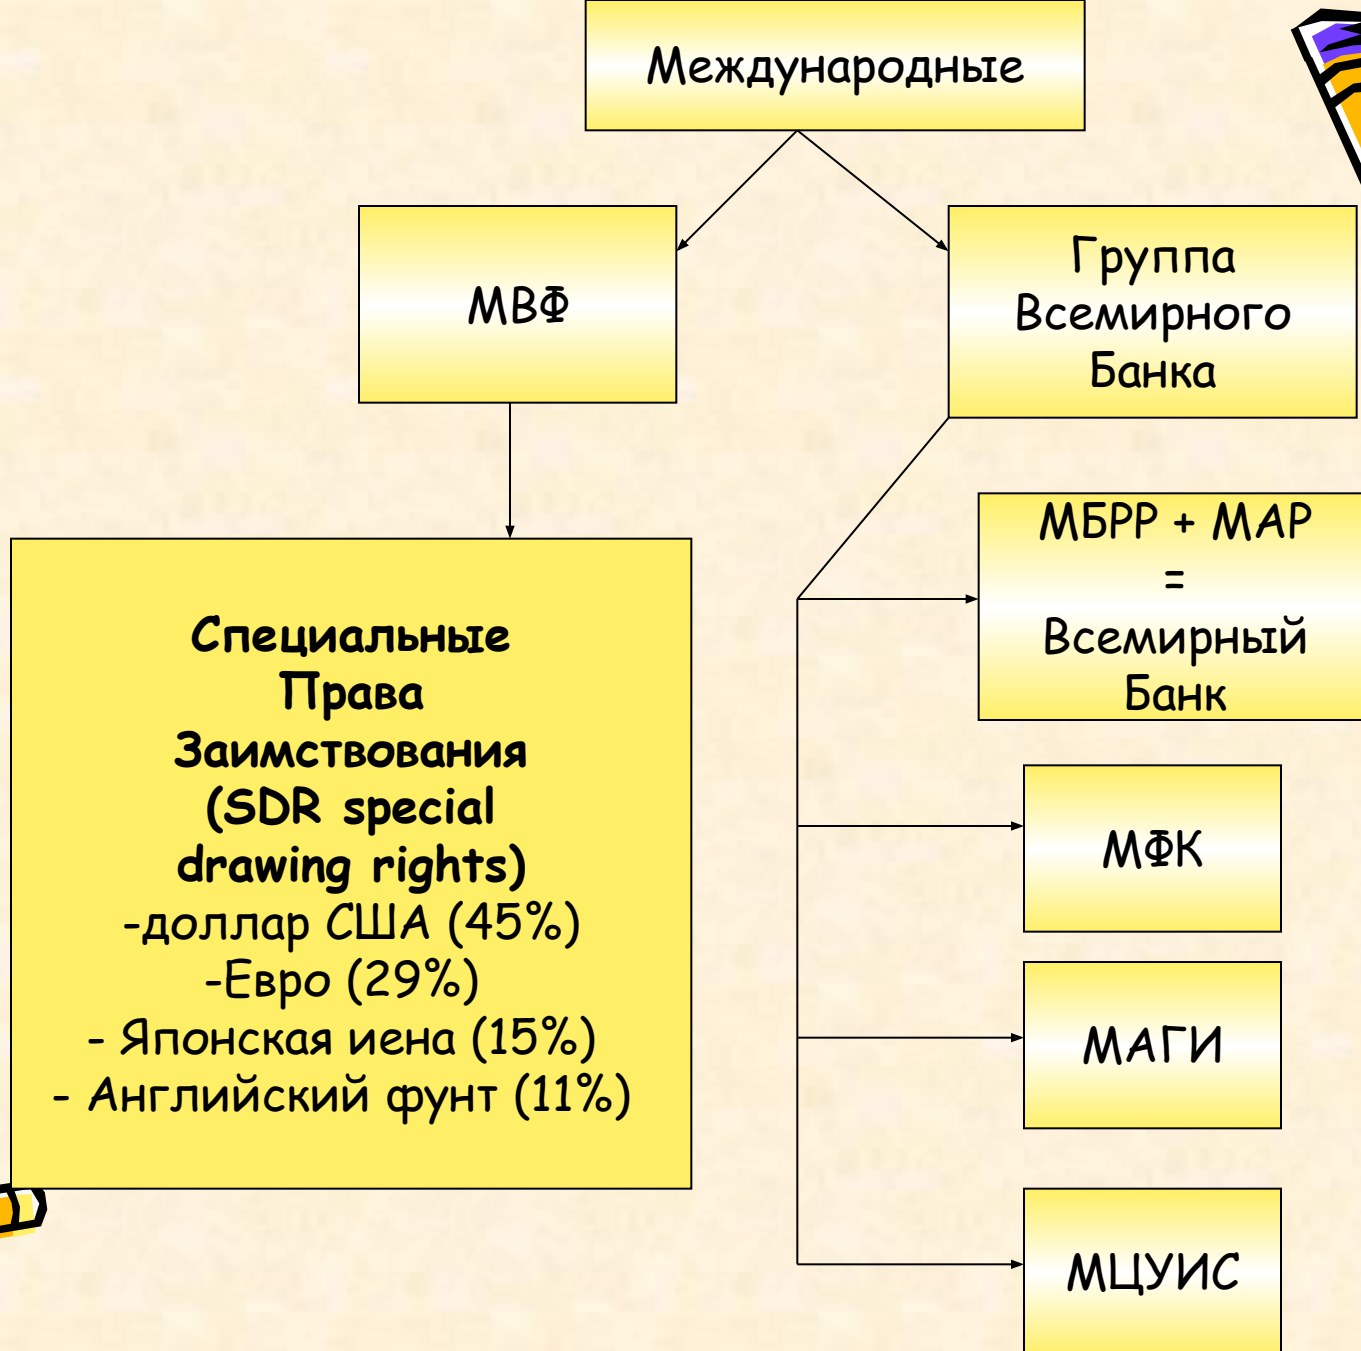 Международные
МВФ
Группа
Всемирного
Банка
МБРР + МАР
=
Всемирный
Банк
Специальные
Права
Заимствования
(SDR special
drawing rights)
-доллар США (45%)
-Евро (29%)
- Японская иена (15%)
- Английский фунт (11%)
МФК
МАГИ
МЦУИС